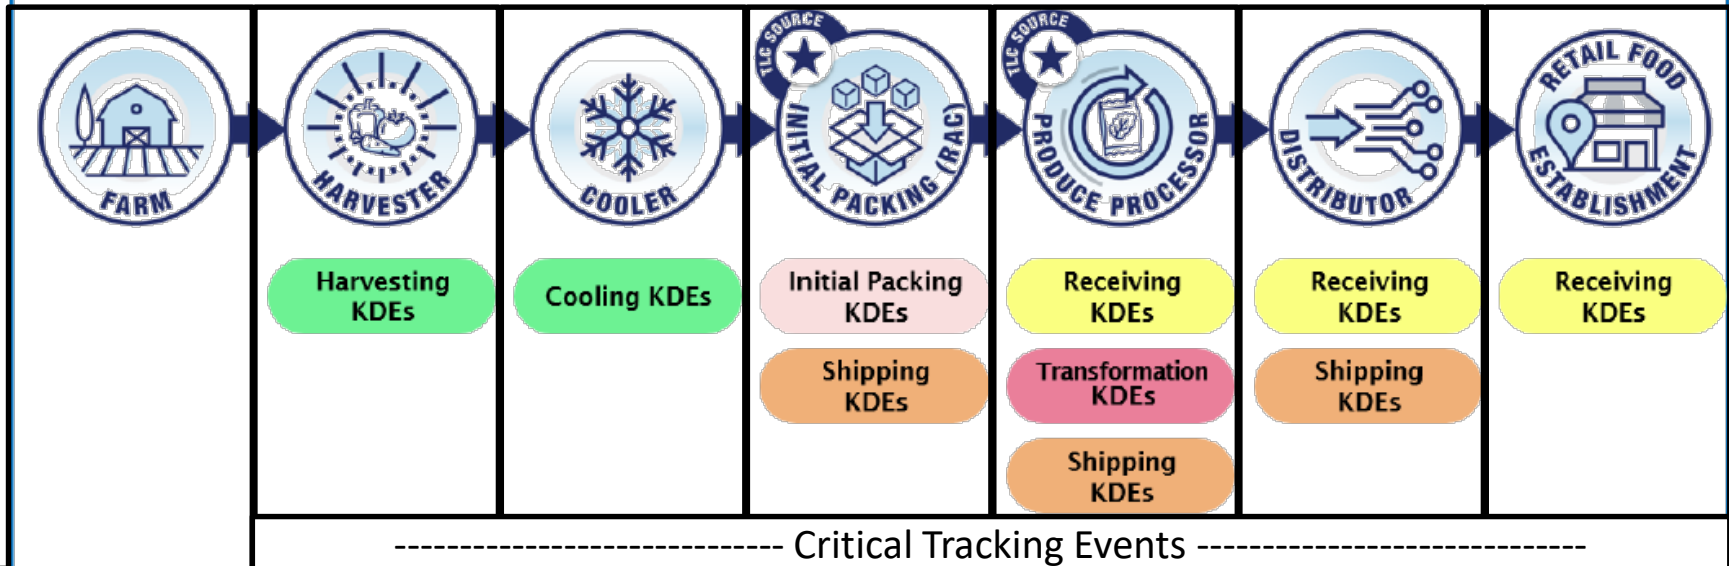 FARM
HARVESTER
COOLER
TLC SOURCE
INITIAL PACKING (RAC)
TLC SOURCE
PRODUCE PROCESSOR
DISTRIBUTOR
RETAIL FOOD
ESTABLISHMENT
Harvesting
KDEs
Cooling KDEs
Initial Packing
KDEs
Shipping
KDEs
Receiving
KDEs
Transformation
KDEs
Shipping
KDEs
Receiving
KDEs
Shipping
KDEs
Receiving
KDEs
----------------------------- Critical Tracking Events -----------------------------